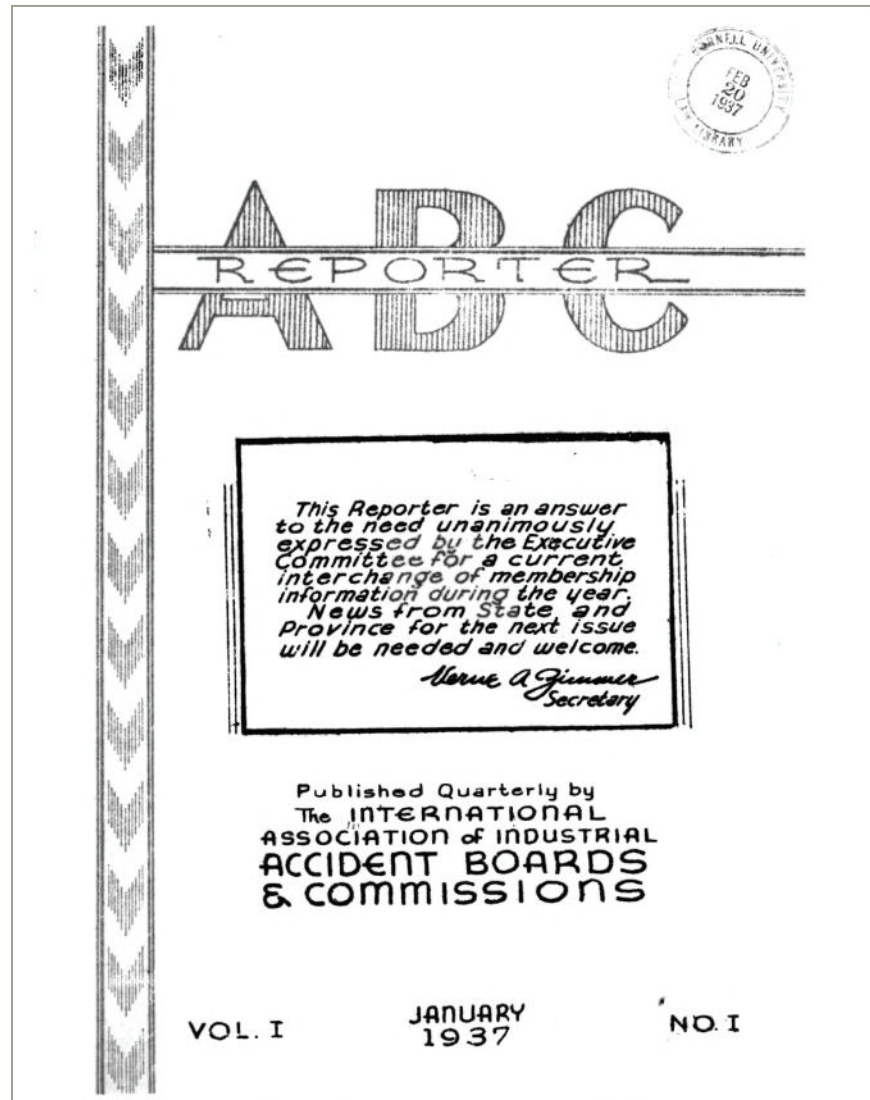 CORNELL UNIVERSITY
FEB
20
1937
LAW LIBRARY
ABC
REPORTER
This Reporter is an answer
to the need unanimously
expressed by the Executive
Committee for a current
interchange of membership
information during the year.
News from State and
Province for the next issue
will be needed and welcome.
Verne A Zimmer
Secretary
Published Quarterly by
The INTERNATIONAL
ASSOCIATION of INDUSTRIAL
ACCIDENT BOARDS
& COMMISSIONS
VOL. I
JANUARY
1937
NO. I